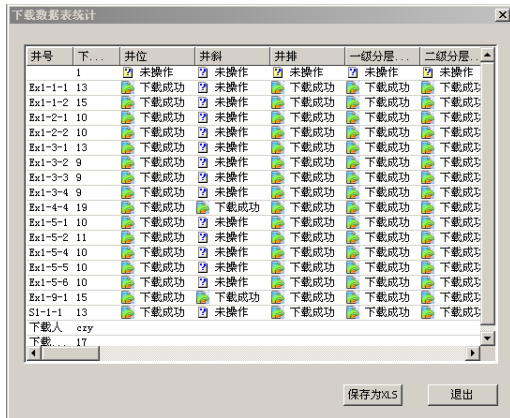 下载数据表统计
井号 下... 井位 井斜 井排 一级分层... 二级分层...
1 未操作 未操作 未操作 未操作 未操作
Ex1-1-1 13 下载成功 未操作 下载成功 下载成功 下载成功
Ex1-1-2 15 下载成功 未操作 下载成功 下载成功 下载成功
Ex1-2-1 10 下载成功 未操作 下载成功 下载成功 下载成功
Ex1-2-2 10 下载成功 未操作 下载成功 下载成功 下载成功
Ex1-3-1 13 下载成功 未操作 下载成功 下载成功 下载成功
Ex1-3-2 9 下载成功 未操作 下载成功 下载成功 下载成功
Ex1-3-3 9 下载成功 未操作 下载成功 下载成功 下载成功
Ex1-3-4 9 下载成功 未操作 下载成功 下载成功 下载成功
Ex1-4-4 19 下载成功 下载成功 下载成功 下载成功 下载成功
Ex1-5-1 10 下载成功 未操作 下载成功 下载成功 下载成功
Ex1-5-2 11 下载成功 未操作 下载成功 下载成功 下载成功
Ex1-5-4 10 下载成功 未操作 下载成功 下载成功 下载成功
Ex1-5-5 10 下载成功 未操作 下载成功 下载成功 下载成功
Ex1-5-6 10 下载成功 未操作 下载成功 下载成功 下载成功
Ex1-9-1 15 下载成功 下载成功 下载成功 下载成功 下载成功
S1-1-1 13 下载成功 未操作 下载成功 下载成功 下载成功
下载人 czy
下载... 17
保存为XLS 退出